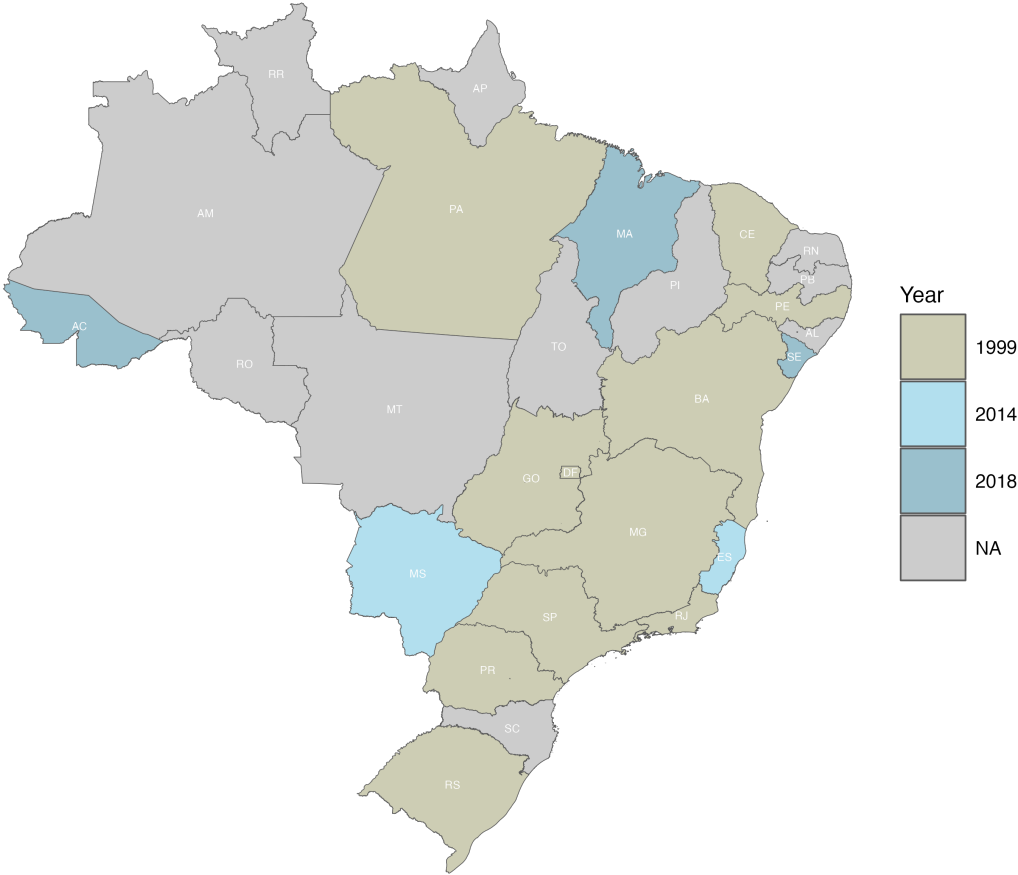 RR
AP
AM
PA
MA
CE
RN
PB
PI
PE
AC
AL
TO
SE
RO
BA
MT
GO
DF
MG
ES
MS
SP
RJ
PR
SC
RS
Year
1999
2014
2018
NA